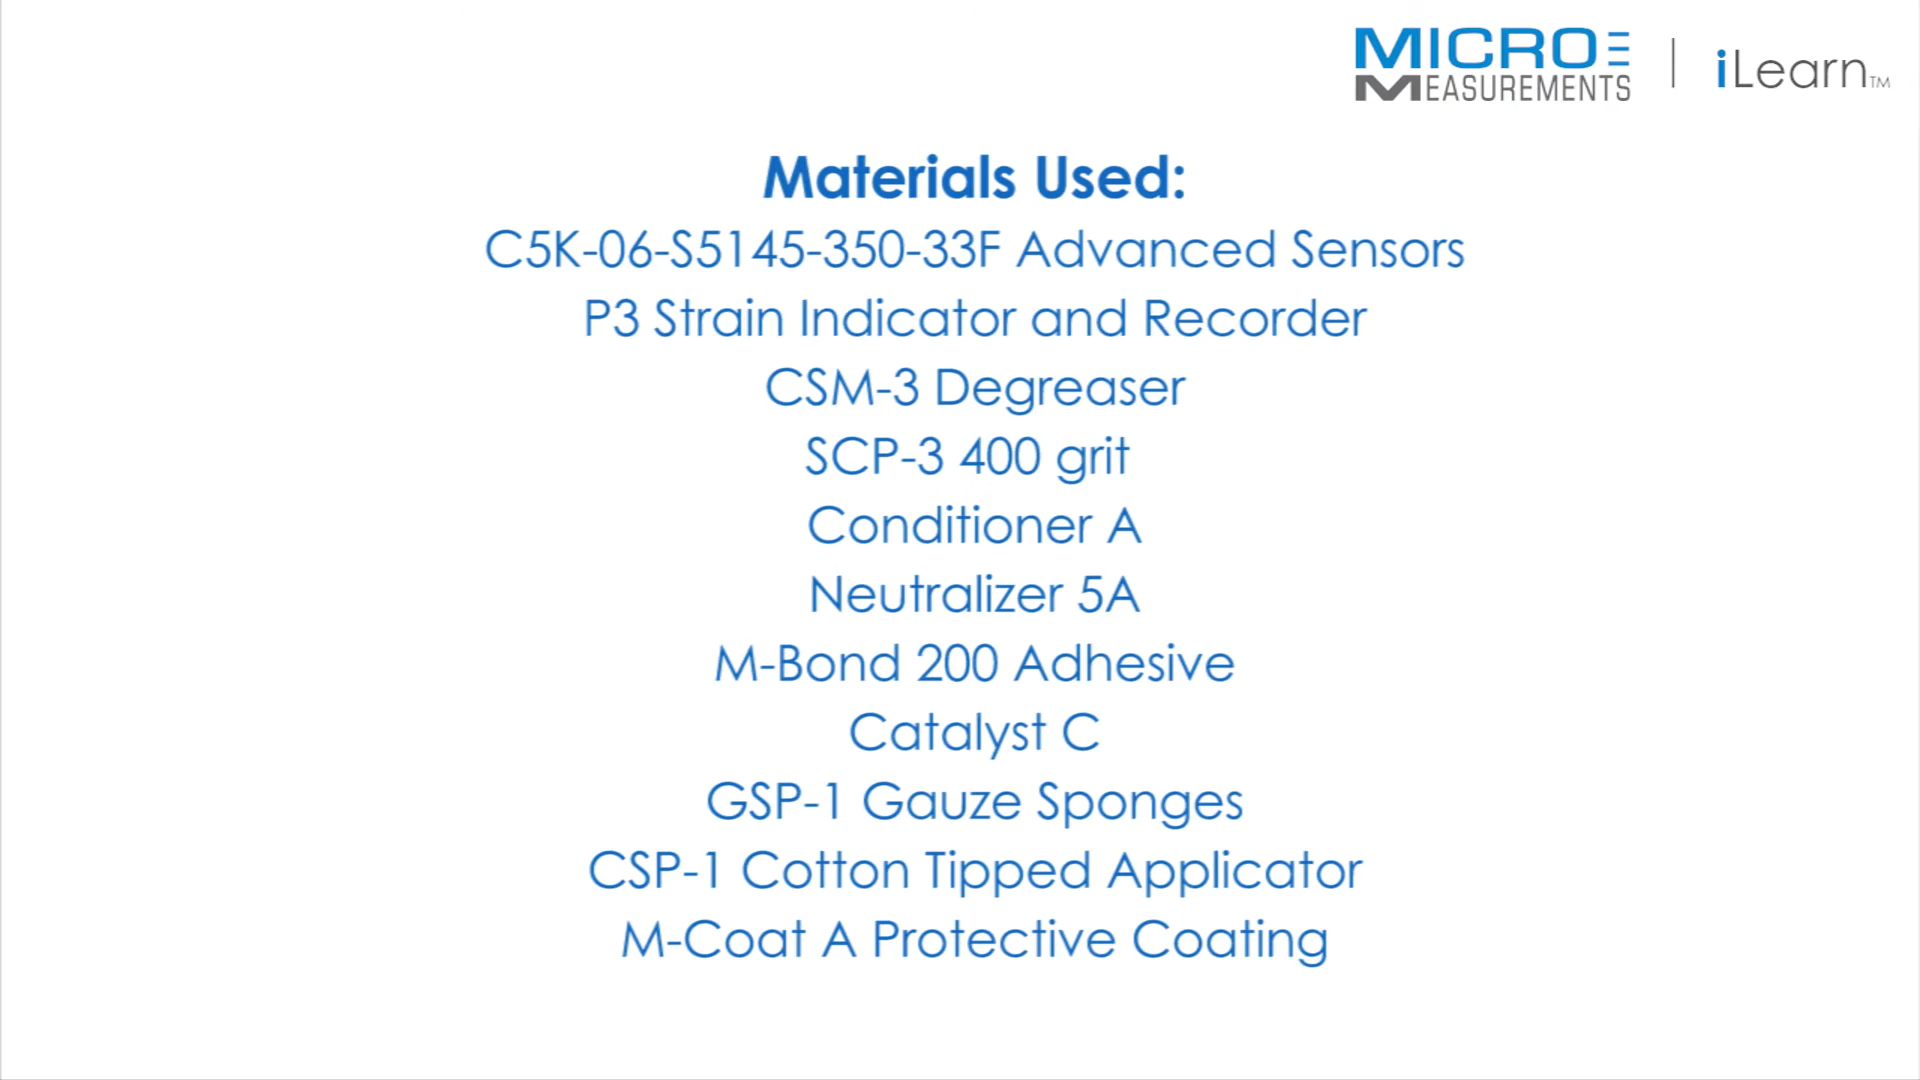 MICRO
MEASUREMENTS
iLearn™
Materials Used:
C5K-06-S5145-350-33F Advanced Sensors
P3 Strain Indicator and Recorder
CSM-3 Degreaser
SCP-3 400 grit
Conditioner A
Neutralizer 5A
M-Bond 200 Adhesive
Catalyst C
GSP-1 Gauze Sponges
CSP-1 Cotton Tipped Applicator
M-Coat A Protective Coating